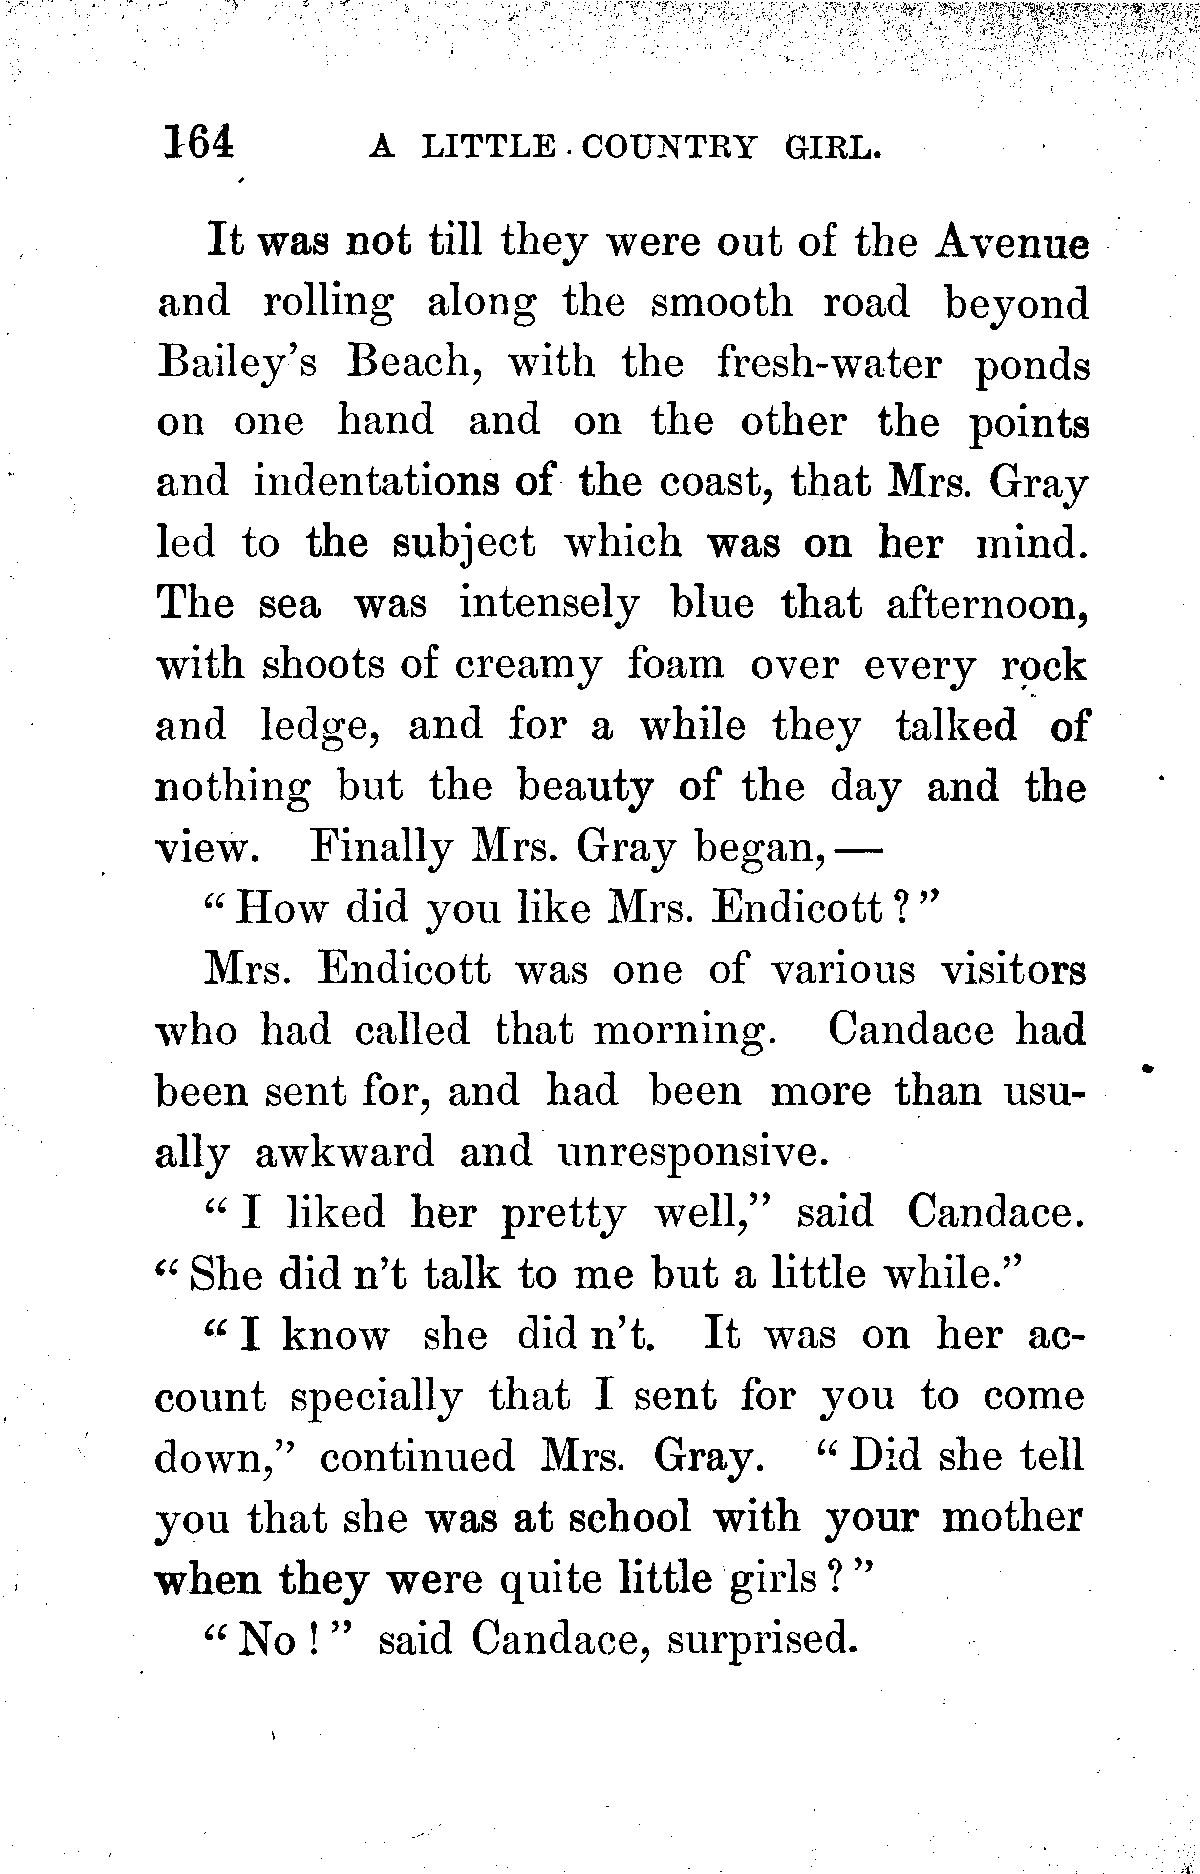 164 A LITTLE COUNTRY GIRL.
It was not till they were out of the Avenue
and rolling along the smooth road beyond
Bailey's Beach, with the fresh-water ponds
on one hand and on the other the points
and indentations of the coast, that Mrs. Gray
led to the subject which was on her mind.
The sea was intensely blue that afternoon,
with shoots of creamy foam over every rock
and ledge, and for a while they talked of
nothing but the beauty of the day and the
view. Finally Mrs. Gray began,—
"How did you like Mrs. Endicott?"
Mrs. Endicott was one of various visitors
who had called that morning. Candace had
been sent for, and had been more than usu-
ally awkward and unresponsive.
"I liked her pretty well," said Candace.
"She did n't talk to me but a little while."
"I know she did n't. It was on her ac-
count specially that I sent for you to come
down," continued Mrs. Gray. "Did she tell
you that she was at school with your mother
when they were quite little girls?"
"No!" said Candace, surprised.